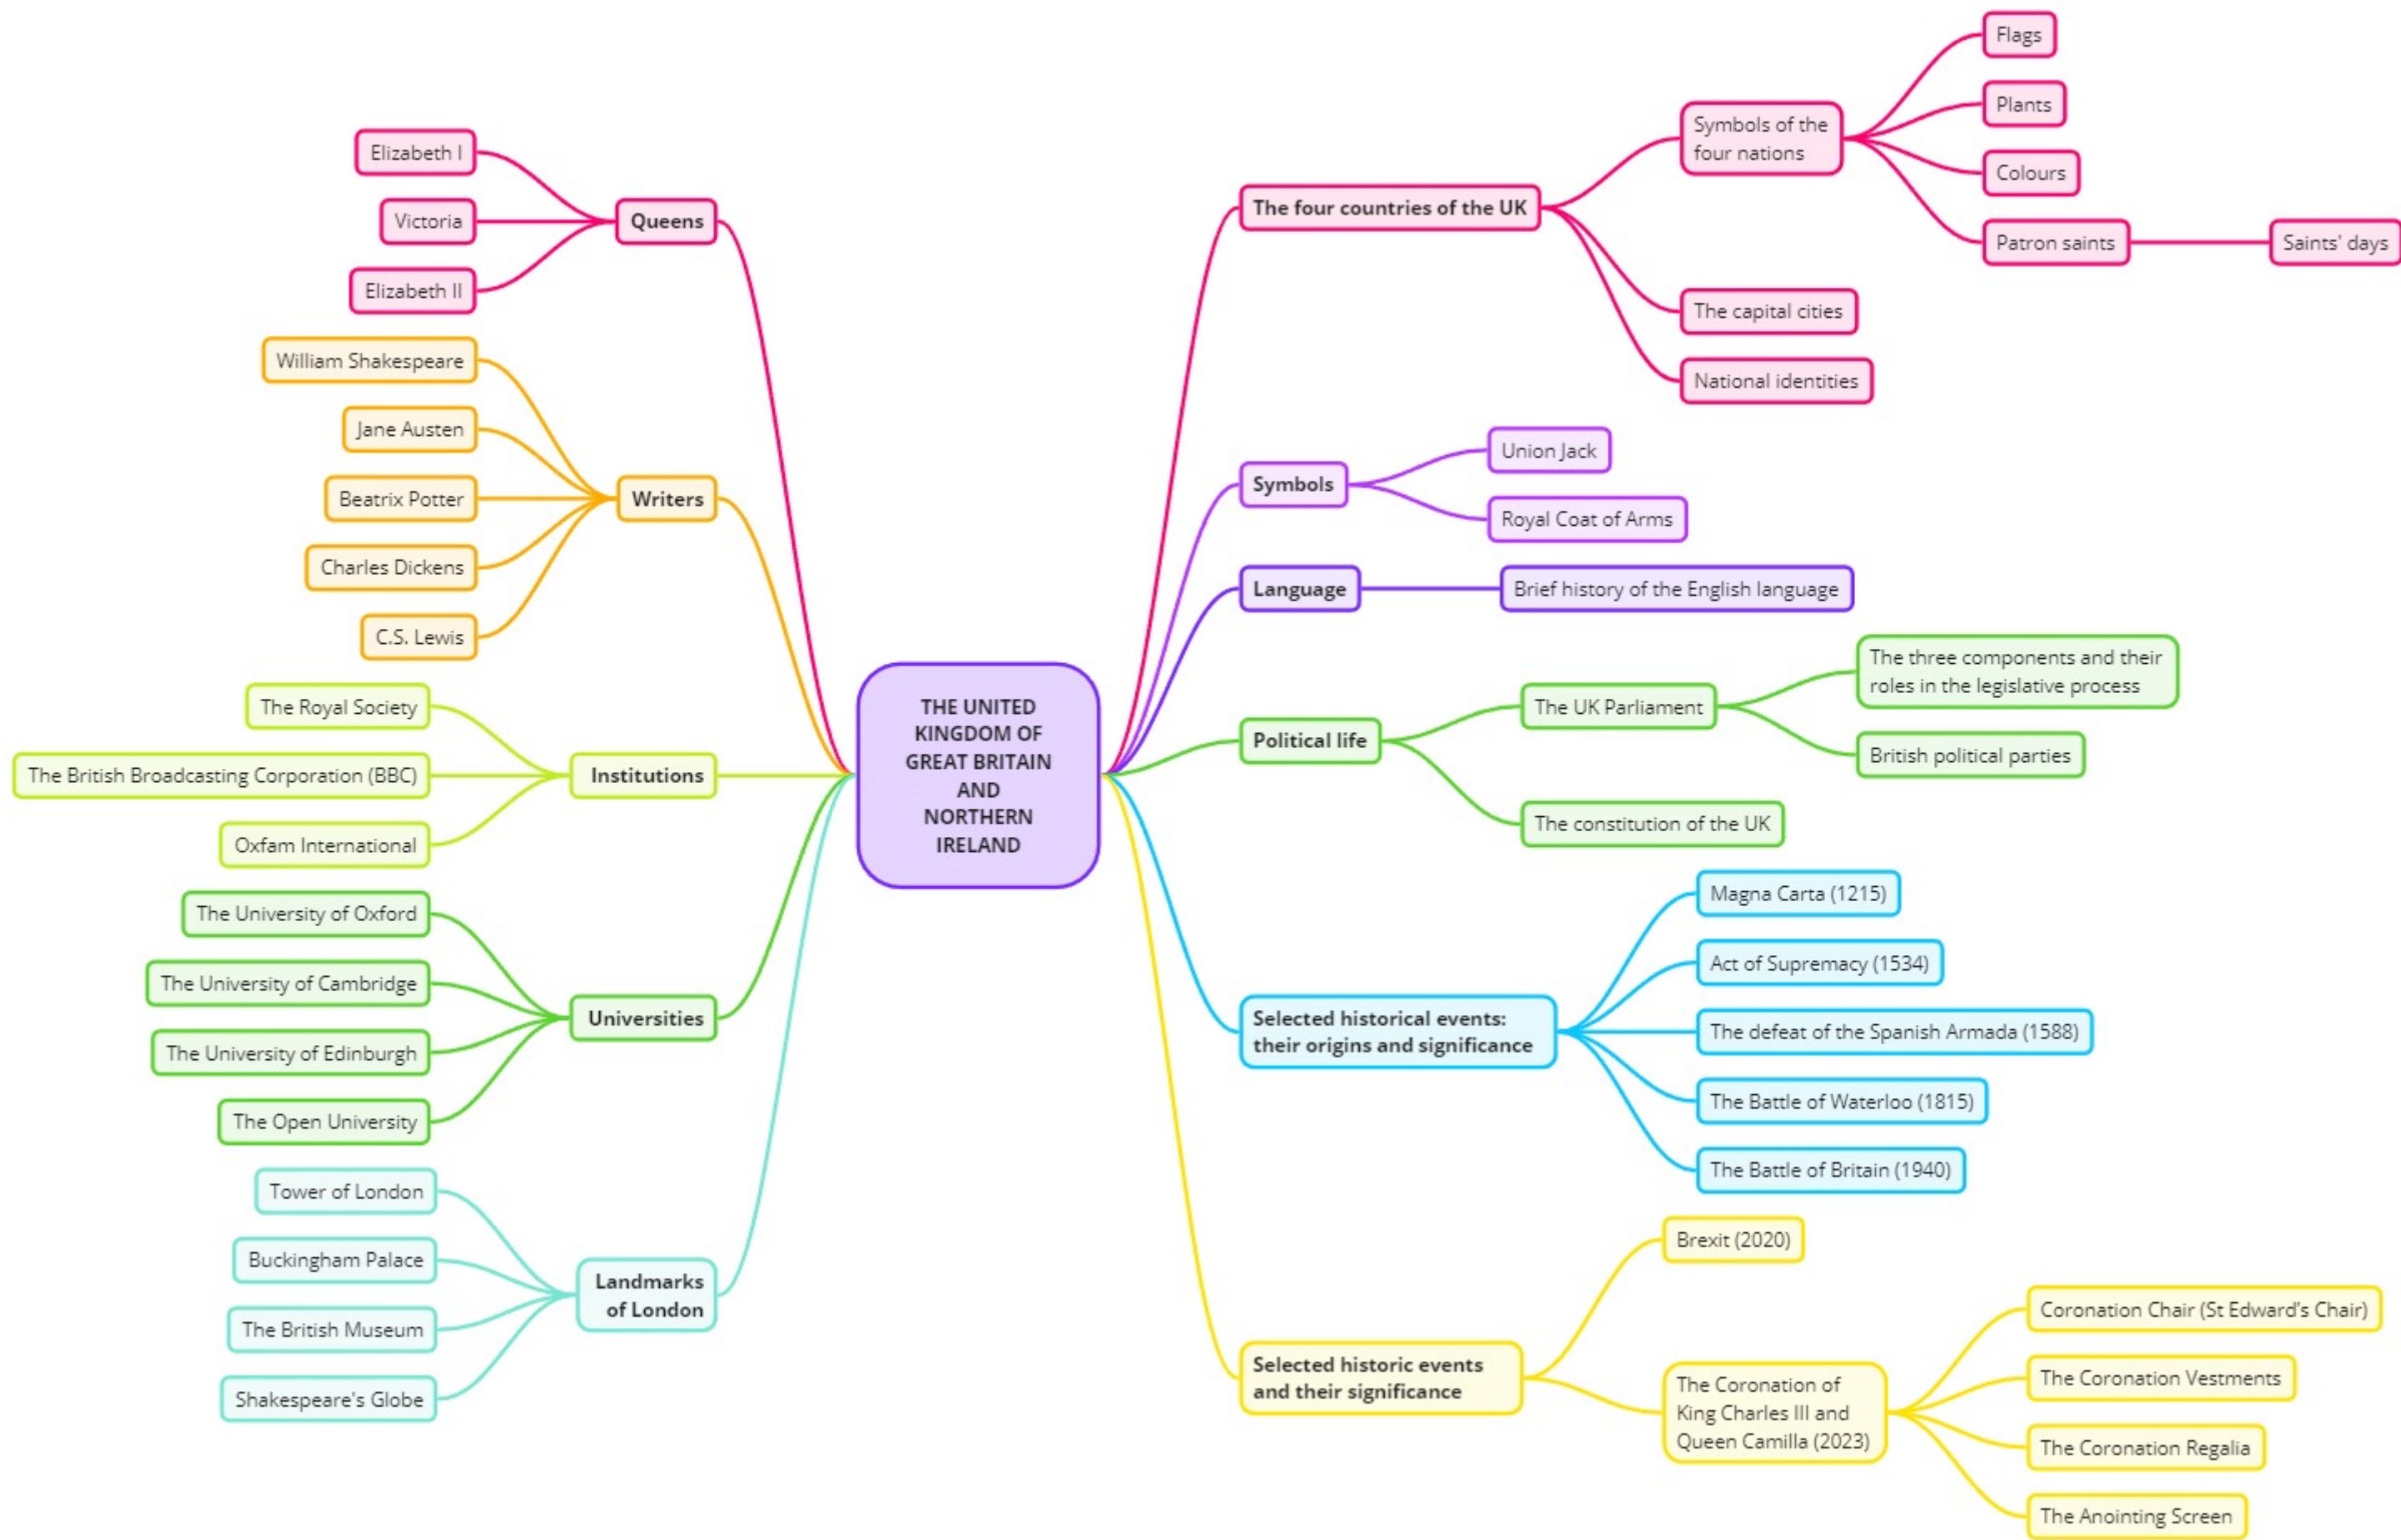 THE UNITED
KINGDOM OF
GREAT BRITAIN
AND
NORTHERN
IRELAND
Queens
Elizabeth I
Victoria
Elizabeth II
Writers
William Shakespeare
Jane Austen
Beatrix Potter
Charles Dickens
C.S. Lewis
Institutions
The Royal Society
The British Broadcasting Corporation (BBC)
Oxfam International
Universities
The University of Oxford
The University of Cambridge
The University of Edinburgh
The Open University
Landmarks
of London
Tower of London
Buckingham Palace
The British Museum
Shakespeare's Globe
The four countries of the UK
Symbols of the
four nations
Flags
Plants
Colours
Patron saints
Saints' days
The capital cities
National identities
Symbols
Union Jack
Royal Coat of Arms
Language
Brief history of the English language
Political life
The UK Parliament
The three components and their
roles in the legislative process
British political parties
The constitution of the UK
Selected historical events:
their origins and significance
Magna Carta (1215)
Act of Supremacy (1534)
The defeat of the Spanish Armada (1588)
The Battle of Waterloo (1815)
The Battle of Britain (1940)
Selected historic events
and their significance
Brexit (2020)
The Coronation of
King Charles III and
Queen Camilla (2023)
Coronation Chair (St Edward’s Chair)
The Coronation Vestments
The Coronation Regalia
The Anointing Screen